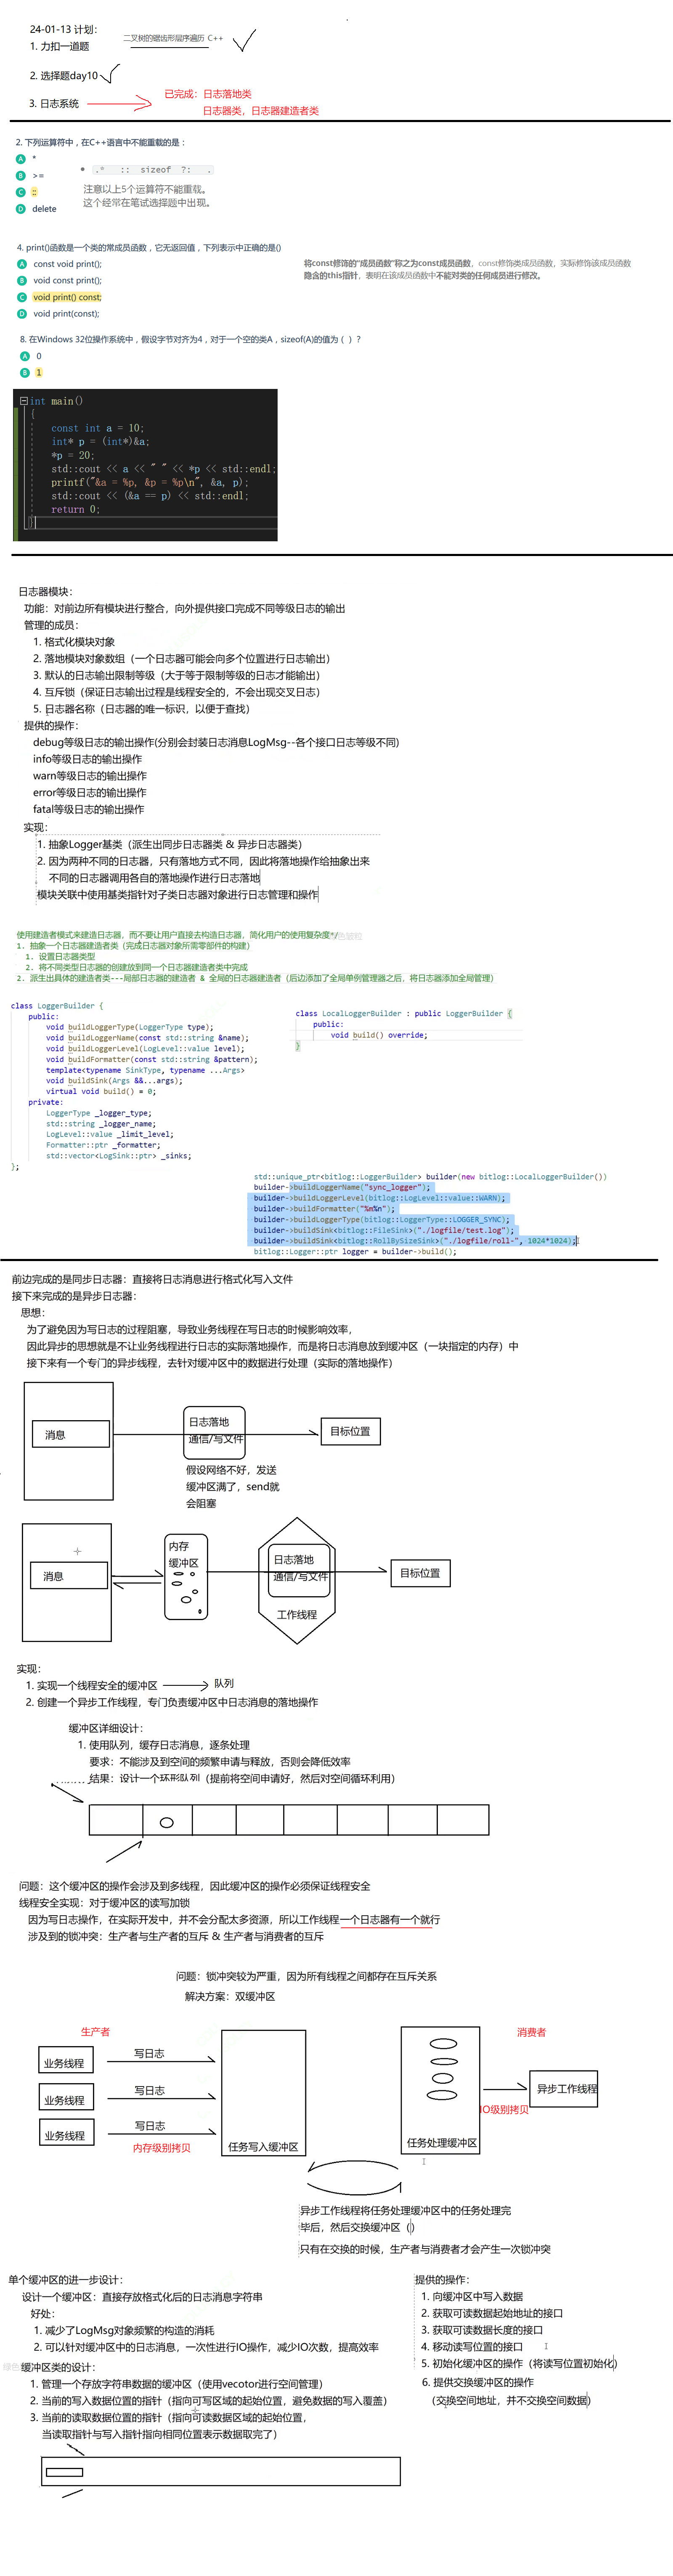 24-01-13 计划：
1. 力扣一道题
二叉树的锯齿形层序遍历 C++
2. 选择题day10
3. 日志系统
已完成：日志落地类
日志器类，日志器建造者类
2. 下列运算符中，在C++语言中不能重载的是：
A *
B >=
C ::
D delete
.* :: sizeof ?: .
注意以上5个运算符不能重载。
这个经常在笔试选择题中出现。
4. print()函数是一个类的常成员函数，它无返回值，下列表示中正确的是()
A const void print();
B void const print();
C void print() const;
D void print(const);
将const修饰的“成员函数”称之为const成员函数，const修饰类成员函数，实际修饰该成员函数
隐含的this指针，表明在该成员函数中不能对类的任何成员进行修改。
8. 在Windows 32位操作系统中，假设字节对齐为4，对于一个空的类A，sizeof(A)的值为（ ）？
A 0
B 1
int main()
{
const int a = 10;
int* p = (int*)&a;
*p = 20;
std::cout << a << " " << *p << std::endl;
printf("&a = %p, &p = %p\n", &a, p);
std::cout << (&a == p) << std::endl;
return 0;
}
日志器模块：
功能：对前边所有模块进行整合，向外提供接口完成不同等级日志的输出
管理的成员：
1. 格式化模块对象
2. 落地模块对象数组（一个日志器可能会向多个位置进行日志输出）
3. 默认的日志输出限制等级（大于等于限制等级的日志才能输出）
4. 互斥锁（保证日志输出过程是线程安全的，不会出现交叉日志）
5. 日志器名称（日志器的唯一标识，以便于查找）
提供的操作：
debug等级日志的输出操作(分别会封装日志消息LogMsg--各个接口日志等级不同)
info等级日志的输出操作
warn等级日志的输出操作
error等级日志的输出操作
fatal等级日志的输出操作
实现：
1. 抽象Logger基类（派生出同步日志器类 & 异步日志器类）
2. 因为两种不同的日志器，只有落地方式不同，因此将落地操作给抽象出来
不同的日志器调用各自的落地操作进行日志落地
模块关联中使用基类指针对子类日志器对象进行日志管理和操作
使用建造者模式来建造日志器，而不要让用户直接去构造日志器，简化用户的使用复杂度*/
1. 抽象一个日志器建造者类（完成日志器对象所需零部件的构建）
1. 设置日志器类型
2. 将不同类型日志器的创建放到同一个日志器建造者类中完成
2. 派生出具体的建造者类---局部日志器的建造者 & 全局的日志器建造者（后边添加了全局单例管理器之后，将日志器添加全局管理）
class LoggerBuilder {
public:
void buildLoggerType(LoggerType type);
void buildLoggerName(const std::string &name);
void buildLoggerLevel(LogLevel::value level);
void buildFormatter(const std::string &pattern);
template<typename SinkType, typename ...Args>
void buildSink(Args &&...args);
virtual void build() = 0;
private:
LoggerType _logger_type;
std::string _logger_name;
LogLevel::value _limit_level;
Formatter::ptr _formatter;
std::vector<LogSink::ptr> _sinks;
};
class LocalLoggerBuilder : public LoggerBuilder {
public:
void build() override;
}
std::unique_ptr<bitlog::LoggerBuilder> builder(new bitlog::LocalLoggerBuilder())
builder->buildLoggerName("sync_logger");
builder->buildLoggerLevel(bitlog::LogLevel::value::WARN);
builder->buildFormatter("%m%n");
builder->buildLoggerType(bitlog::LoggerType::LOGGER_SYNC);
builder->buildSink<bitlog::FileSink>("./logfile/test.log");
builder->buildSink<bitlog::RollBySizeSink>("./logfile/roll-", 1024*1024);
bitlog::Logger::ptr logger = builder->build();
前边完成的是同步日志器：直接将日志消息进行格式化写入文件
接下来完成的是异步日志器：
思想：
为了避免因为写日志的过程阻塞，导致业务线程在写日志的时候影响效率，
因此异步的思想就是不让业务线程进行日志的实际落地操作，而是将日志消息放到缓冲区（一块指定的内存）中
接下来有一个专门的异步线程，去针对缓冲区中的数据进行处理（实际的落地操作）
消息
日志落地
通信/写文件
目标位置
假设网络不好，发送
缓冲区满了，send就
会阻塞
消息
内存
缓冲区
日志落地
通信/写文件
工作线程
目标位置
实现：
1. 实现一个线程安全的缓冲区
队列
2. 创建一个异步工作线程，专门负责缓冲区中日志消息的落地操作
缓冲区详细设计：
1. 使用队列，缓存日志消息，逐条处理
要求：不能涉及到空间的频繁申请与释放，否则会降低效率
结果：设计一个环形队列（提前将空间申请好，然后对空间循环利用）
问题：这个缓冲区的操作会涉及到多线程，因此缓冲区的操作必须保证线程安全
线程安全实现：对于缓冲区的读写加锁
因为写日志操作，在实际开发中，并不会分配太多资源，所以工作线程一个日志器有一个就行
涉及到的锁冲突：生产者与生产者的互斥 & 生产者与消费者的互斥
问题：锁冲突较为严重，因为所有线程之间都存在互斥关系
解决方案：双缓冲区
生产者
业务线程
写日志
业务线程
写日志
业务线程
写日志
内存级别拷贝
任务写入缓冲区
任务处理缓冲区
消费者
异步工作线程
IO级别拷贝
异步工作线程将任务处理缓冲区中的任务处理完
毕后，然后交换缓冲区（）
只有在交换的时候，生产者与消费者才会产生一次锁冲突
单个缓冲区的进一步设计：
设计一个缓冲区：直接存放格式化后的日志消息字符串
好处：
1. 减少了LogMsg对象频繁的构造的消耗
2. 可以针对缓冲区中的日志消息，一次性进行IO操作，减少IO次数，提高效率
缓冲区类的设计：
1. 管理一个存放字符串数据的缓冲区（使用vecotor进行空间管理）
2. 当前的写入数据位置的指针（指向可写区域的起始位置，避免数据的写入覆盖）
3. 当前的读取数据位置的指针（指向可读数据区域的起始位置，
当读取指针与写入指针指向相同位置表示数据取完了）
提供的操作：
1. 向缓冲区中写入数据
2. 获取可读数据起始地址的接口
3. 获取可读数据长度的接口
4. 移动读写位置的接口
5. 初始化缓冲区的操作（将读写位置初始化）
6. 提供交换缓冲区的操作
（交换空间地址，并不交换空间数据）